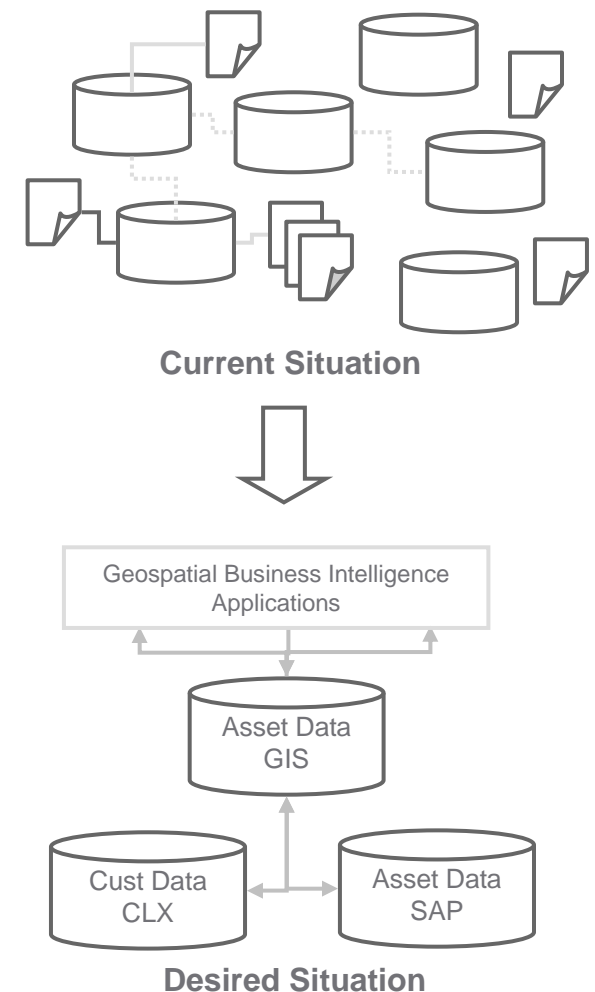 Current Situation
Geospatial Business Intelligence
Applications
Asset Data
GIS
Cust Data
CLX
Asset Data
SAP
Desired Situation